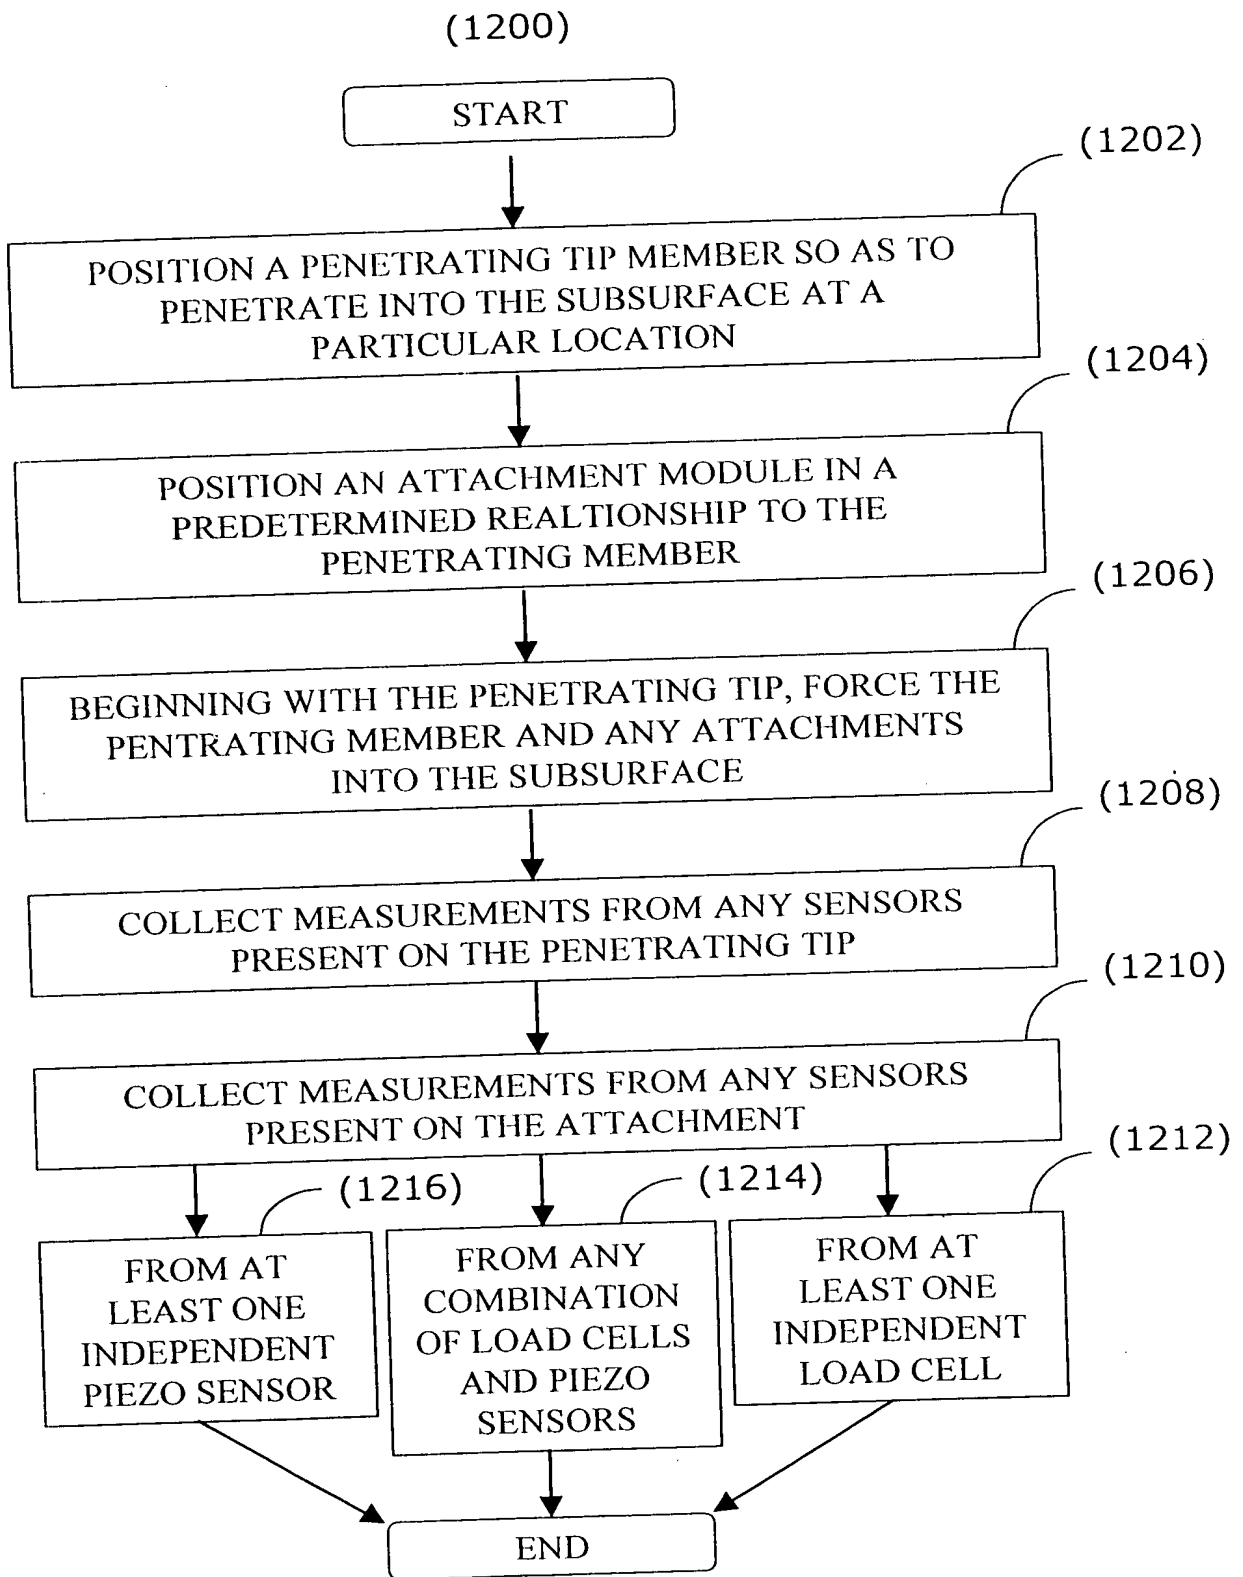 (1200)
START
(1202)
POSITION A PENETRATING TIP MEMBER SO AS TO
PENETRATE INTO THE SUBSURFACE AT A
PARTICULAR LOCATION
(1204)
POSITION AN ATTACHMENT MODULE IN A
PREDETERMINED REALTIONSHIP TO THE
PENETRATING MEMBER
(1206)
BEGINNING WITH THE PENETRATING TIP, FORCE THE
PENTRATING MEMBER AND ANY ATTACHMENTS
INTO THE SUBSURFACE
(1208)
COLLECT MEASUREMENTS FROM ANY SENSORS
PRESENT ON THE PENETRATING TIP
(1210)
COLLECT MEASUREMENTS FROM ANY SENSORS
PRESENT ON THE ATTACHMENT
(1216)
FROM AT
LEAST ONE
INDEPENDENT
PIEZO SENSOR
(1214)
FROM ANY
COMBINATION
OF LOAD CELLS
AND PIEZO
SENSORS
(1212)
FROM AT
LEAST ONE
INDEPENDENT
LOAD CELL
END